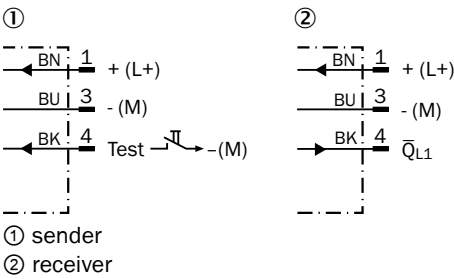 ① ②
BN 1 + (L+) BN 1 + (L+)
BU 3 - (M) BU 3 - (M)
BK 4 Test –(M) BK 4 Q̅L1
① sender
② receiver